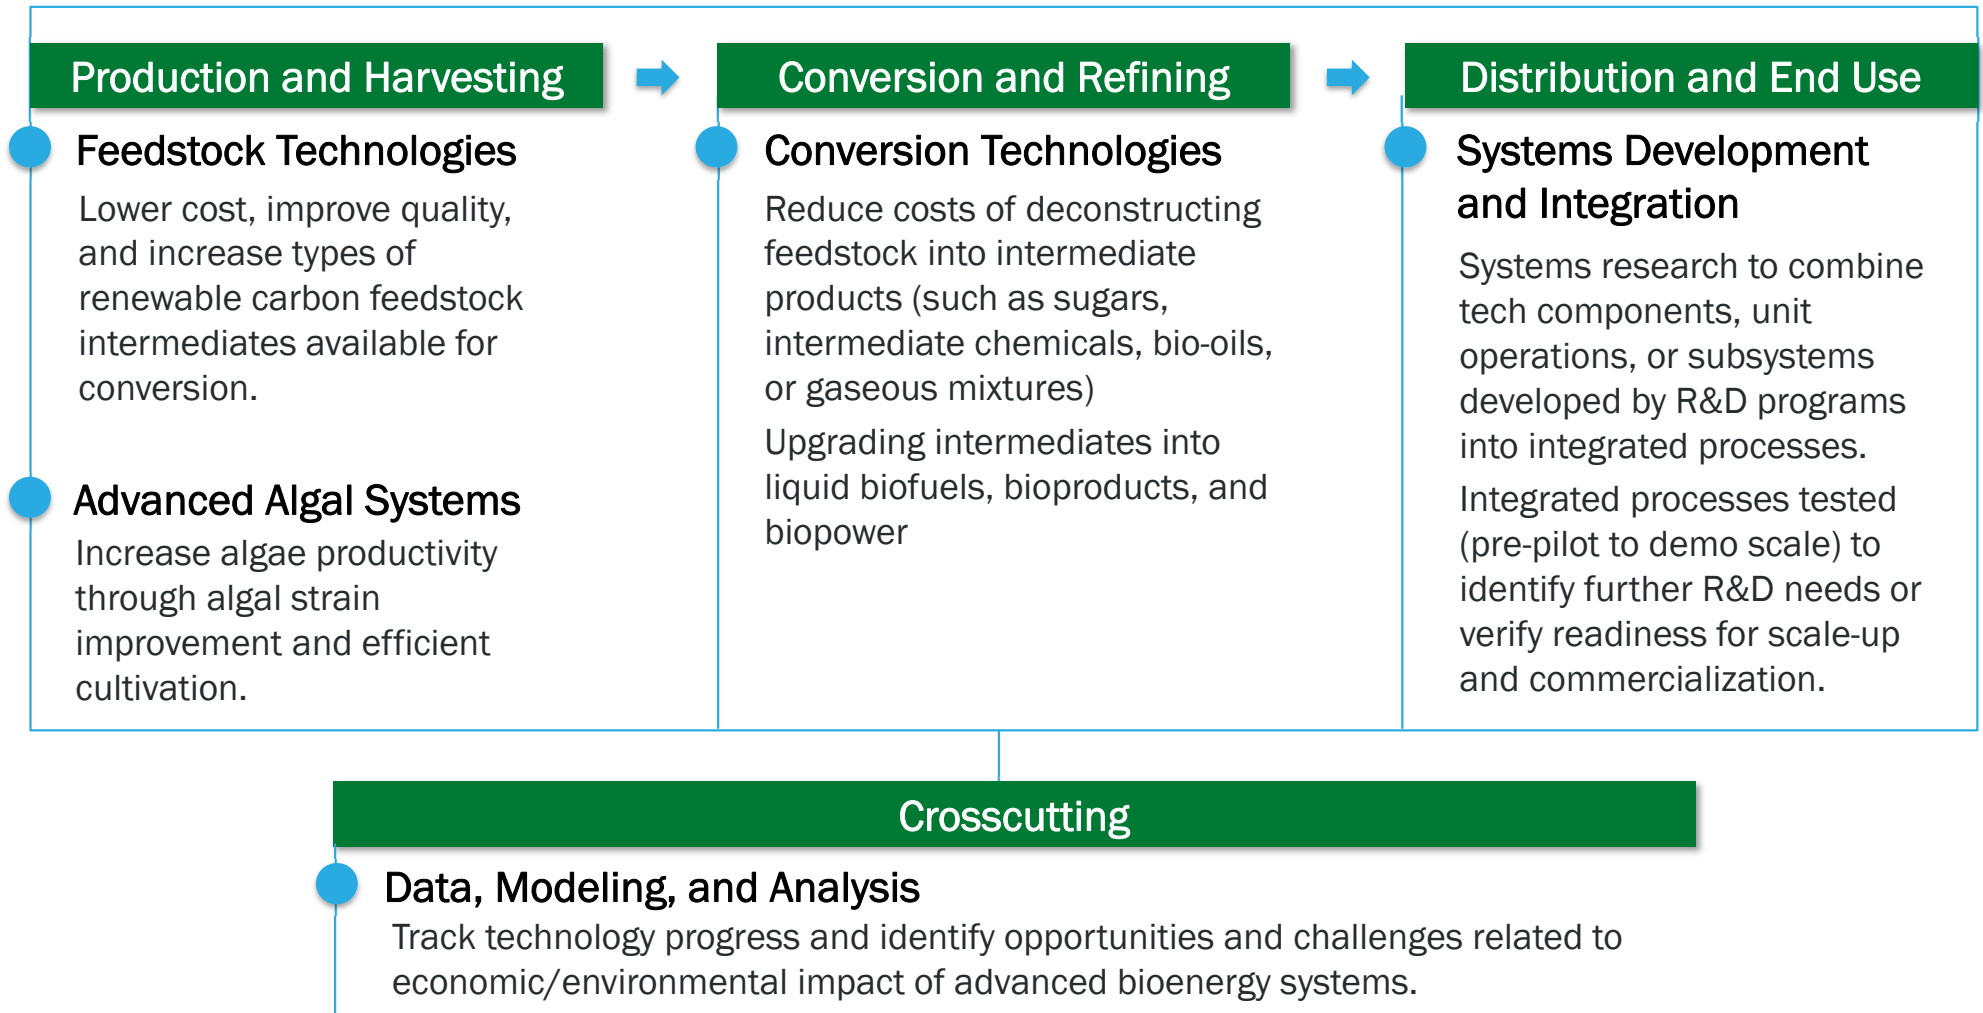 Production and Harvesting
Feedstock Technologies
Lower cost, improve quality,
and increase types of
renewable carbon feedstock
intermediates available for
conversion.
Advanced Algal Systems
Increase algae productivity
through algal strain
improvement and efficient
cultivation.
Conversion and Refining
Conversion Technologies
Reduce costs of deconstructing
feedstock into intermediate
products (such as sugars,
intermediate chemicals, bio-oils,
or gaseous mixtures)
Upgrading intermediates into
liquid biofuels, bioproducts, and
biopower
Distribution and End Use
Systems Development
and Integration
Systems research to combine
tech components, unit
operations, or subsystems
developed by R&D programs
into integrated processes.
Integrated processes tested
(pre-pilot to demo scale) to
identify further R&D needs or
verify readiness for scale-up
and commercialization.
Crosscutting
Data, Modeling, and Analysis
Track technology progress and identify opportunities and challenges related to
economic/environmental impact of advanced bioenergy systems.